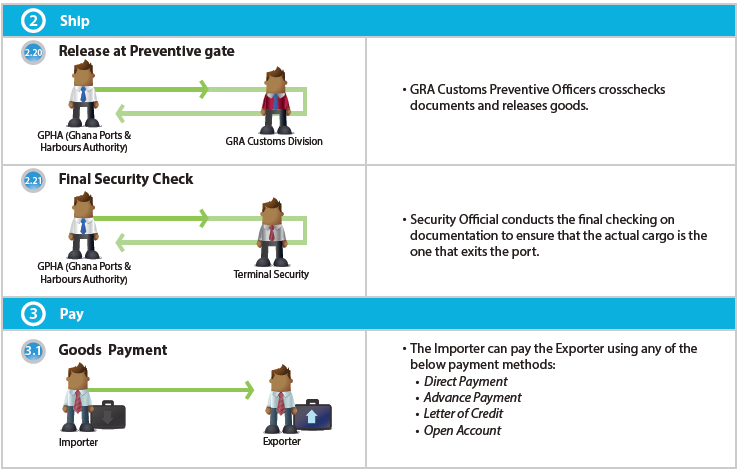 2 Ship
2.20 Release at Preventive gate
GPHA (Ghana Ports &
Harbours Authority)
GRA Customs Division
• GRA Customs Preventive Officers crosschecks
documents and releases goods.
2.21 Final Security Check
GPHA (Ghana Ports &
Harbours Authority)
Terminal Security
• Security Official conducts the final checking on
documentation to ensure that the actual cargo is the
one that exits the port.
3 Pay
3.1 Goods Payment
Importer
Exporter
• The Importer can pay the Exporter using any of the
below payment methods:
• Direct Payment
• Advance Payment
• Letter of Credit
• Open Account